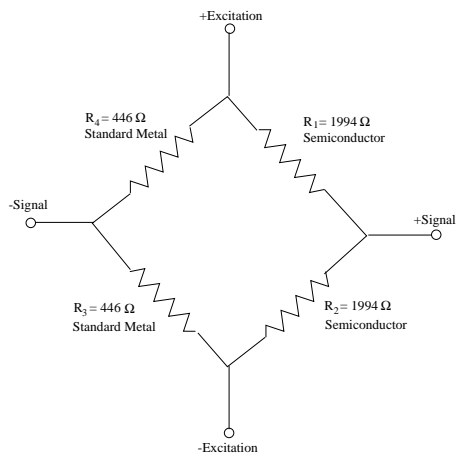 +Excitation
R4 = 446 Ω
Standard Metal
R1 = 1994 Ω
Semiconductor
-Signal
+Signal
R3 = 446 Ω
Standard Metal
R2 = 1994 Ω
Semiconductor
-Excitation